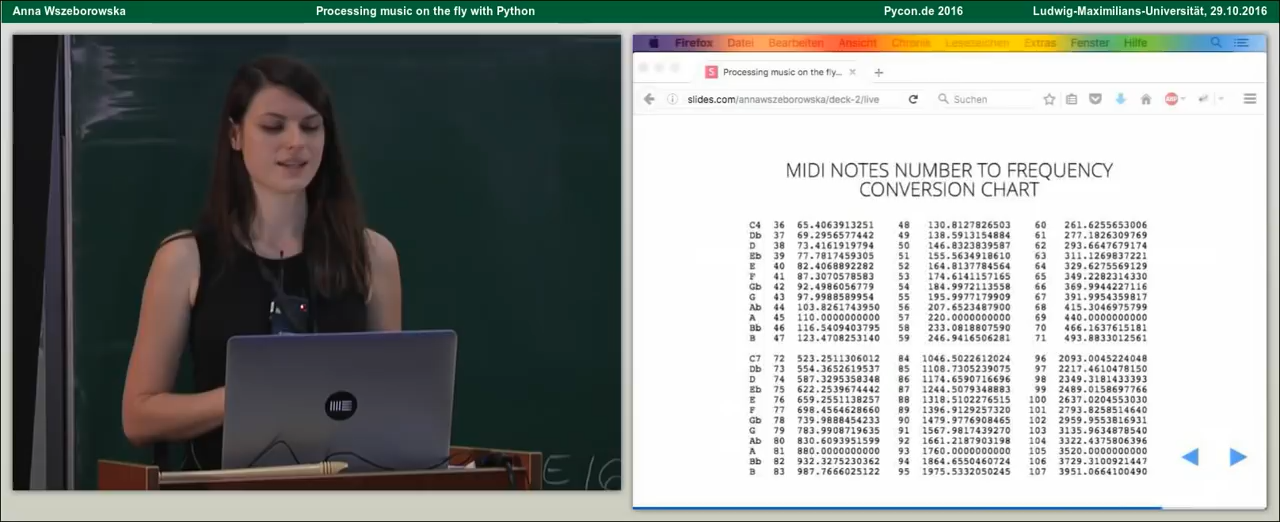 Anna Wszeborowska Processing music on the fly with Python Pycon.de 2016 Ludwig-Maximilians-Universität, 29.10.2016
Firefox Datei Bearbeiten Ansicht Chronik Lesezeichen Extras Fenster Hilfe
S Processing music on the fly...
slides.com/annawszeborowska/deck-2/live Suchen ABP
MIDI NOTES NUMBER TO FREQUENCY
CONVERSION CHART
C4 36 65.4063913251 48 130.8127826503 60 261.6255653006
Db 37 69.2956577442 49 138.5913154884 61 277.1826309769
D 38 73.4161919794 50 146.8323839587 62 293.6647679174
Eb 39 77.7817459305 51 155.5634918610 63 311.1269837221
E 40 82.4068892282 52 164.8137784564 64 329.6275569129
F 41 87.3070578583 53 174.6141157165 65 349.2282314330
Gb 42 92.4986056779 54 184.9972113558 66 369.9944227116
G 43 97.9988589954 55 195.9977179909 67 391.9954359817
Ab 44 103.8261743950 56 207.6523487900 68 415.3046975799
A 45 110.0000000000 57 220.0000000000 69 440.0000000000
Bb 46 116.5409403795 58 233.0818807590 70 466.1637615181
B 47 123.4708253140 59 246.9416506281 71 493.8833012561
C7 72 523.2511306012 84 1046.5022612024 96 2093.0045224048
Db 73 554.3652619537 85 1108.7305239075 97 2217.4610478150
D 74 587.3295358348 86 1174.6590716696 98 2349.3181433393
Eb 75 622.2539674442 87 1244.5079348883 99 2489.0158697766
E 76 659.2551138257 88 1318.5102276515 100 2637.0204553030
F 77 698.4564628660 89 1396.9129257320 101 2793.8258514640
Gb 78 739.9888454233 90 1479.9776908465 102 2959.9553816931
G 79 783.9908719635 91 1567.9817439270 103 3135.9634878540
Ab 80 830.6093951599 92 1661.2187903198 104 3322.4375806396
A 81 880.0000000000 93 1760.0000000000 105 3520.0000000000
Bb 82 932.3275230362 94 1864.6550460724 106 3729.3100921447
B 83 987.7666025122 95 1975.5332050245 107 3951.0664100490